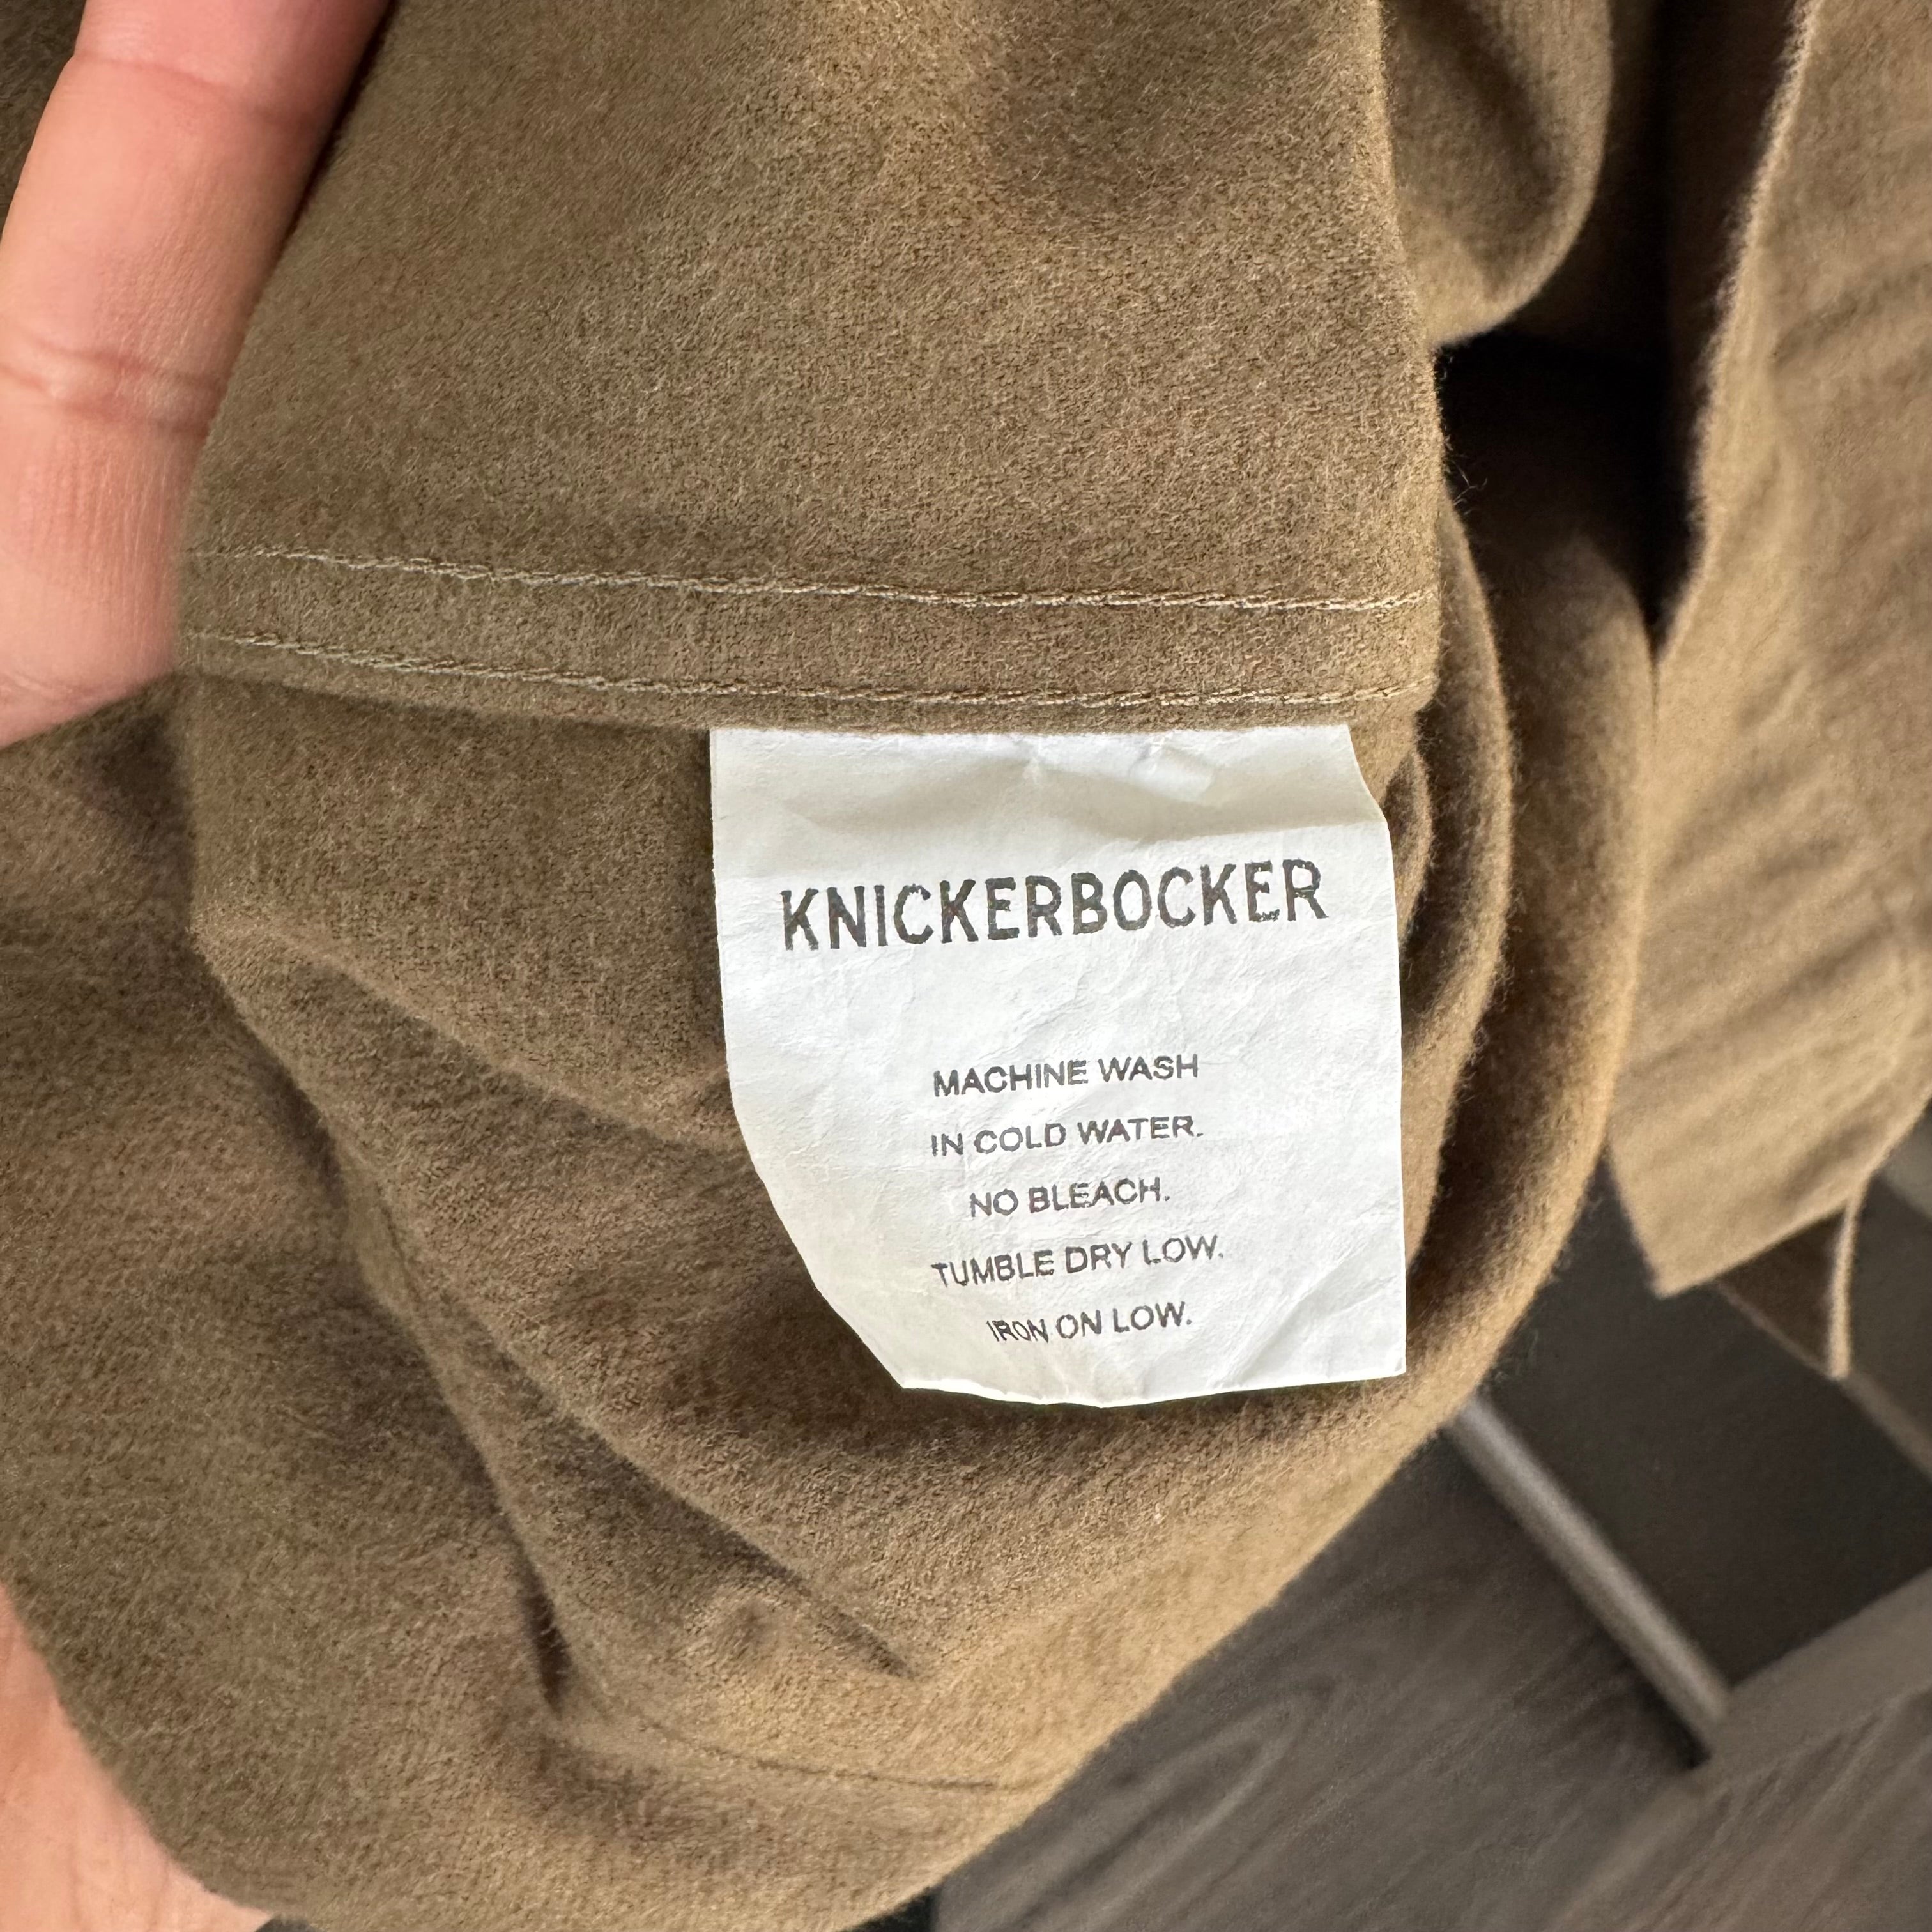 KNICKERBOCKER
MACHINE WASH
IN COLD WATER.
NO BLEACH.
TUMBLE DRY LOW.
IRON ON LOW.